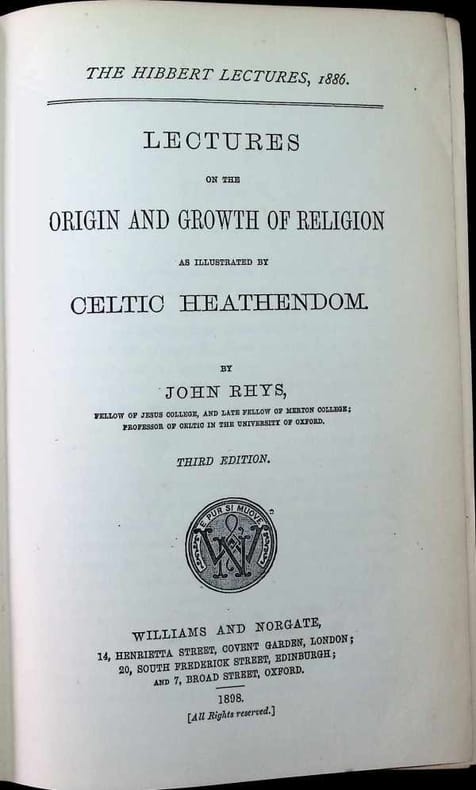 THE HIBBERT LECTURES, 1886.
LECTURES
ON THE
ORIGIN AND GROWTH OF RELIGION
AS ILLUSTRATED BY
CELTIC HEATHENDOM.
BY
JOHN RHYS,
FELLOW OF JESUS COLLEGE, AND LATE FELLOW OF MERTON COLLEGE;
PROFESSOR OF CELTIC IN THE UNIVERSITY OF OXFORD.
THIRD EDITION.
E PUR SI MUOVE
W N
WILLIAMS AND NORGATE,
14, HENRIETTA STREET, COVENT GARDEN, LONDON;
20, SOUTH FREDERICK STREET, EDINBURGH;
AND 7, BROAD STREET, OXFORD.
1898.
[All Rights reserved.]